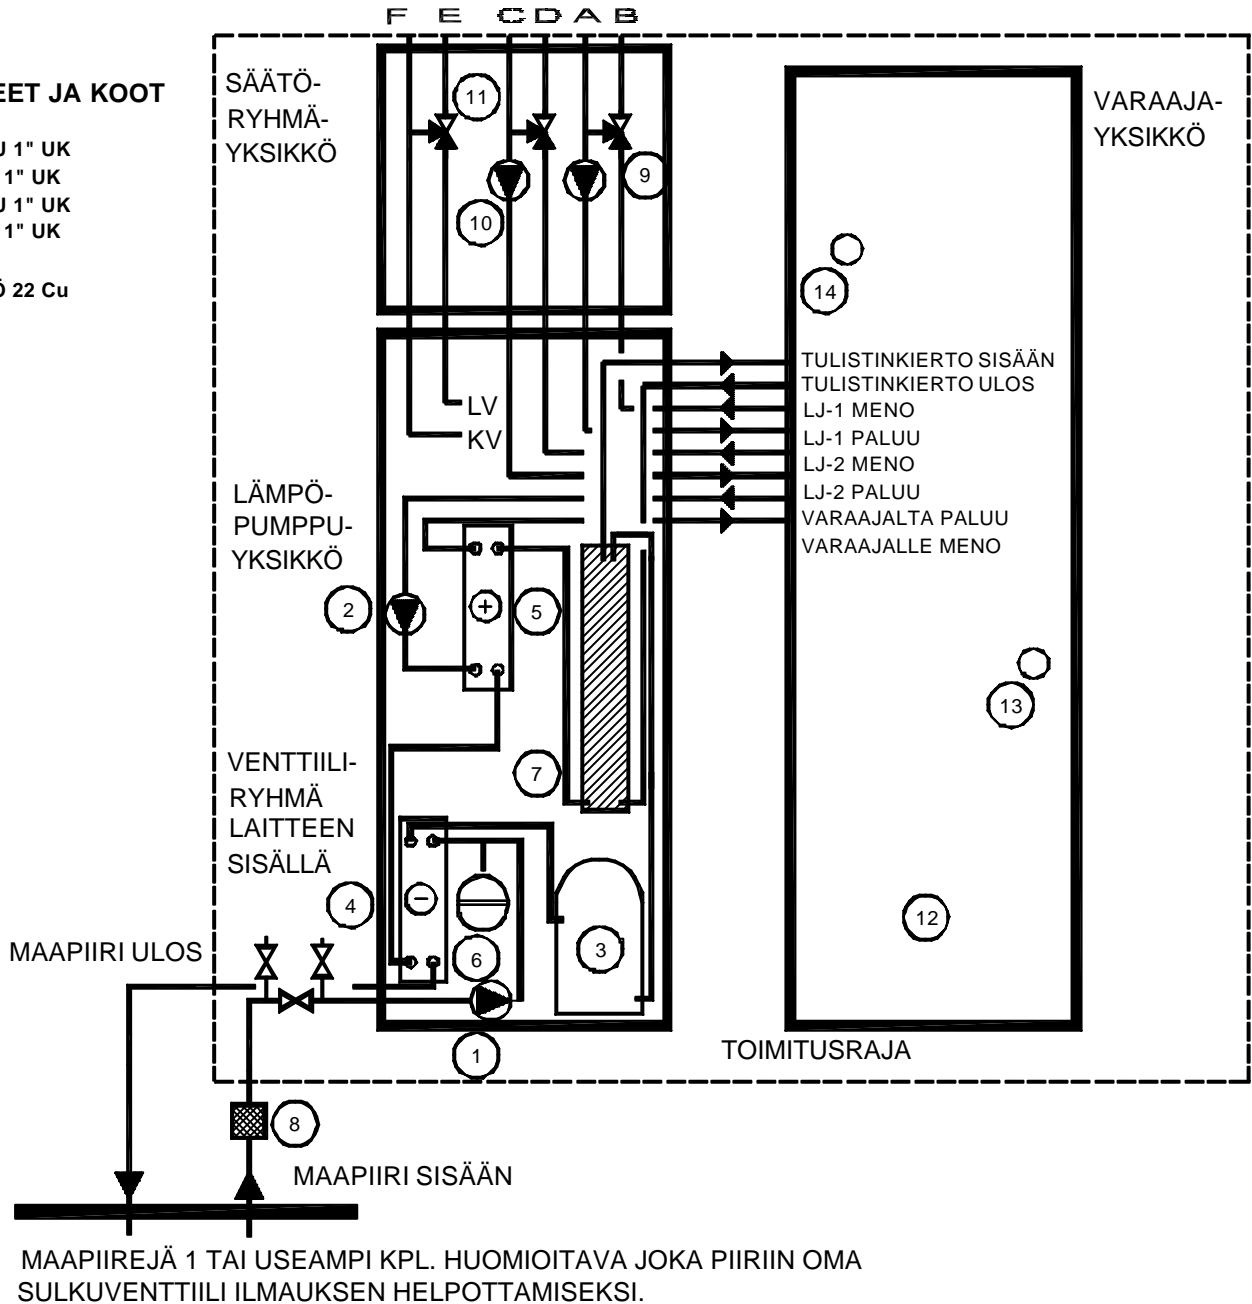 F E C D A B
EET JA KOOT
J 1" UK
1" UK
J 1" UK
1" UK
22 Cu
SÄÄTÖ-
RYHMÄ-
YKSIKKÖ
11
9
10
VARAAJA-
YKSIKKÖ
14
TULISTINKIERTO SISÄÄN
TULISTINKIERTO ULOS
LJ-1 MENO
LJ-1 PALUU
LJ-2 MENO
LJ-2 PALUU
VARAAJALTA PALUU
VARAAJALLE MENO
LV
KV
LÄMPÖ-
PUMPPU-
YKSIKKÖ
2
+
5
13
7
VENTTIILI-
RYHMÄ
LAITTEEN
SISÄLLÄ
4
−
6
3
12
MAAPIIRI ULOS
1
TOIMITUSRAJA
8
MAAPIIRI SISÄÄN
MAAPIIREJÄ 1 TAI USEAMPI KPL. HUOMIOITAVA JOKA PIIRIIN OMA
SULKUVENTTIILI ILMAUKSEN HELPOTTAMISEKSI.